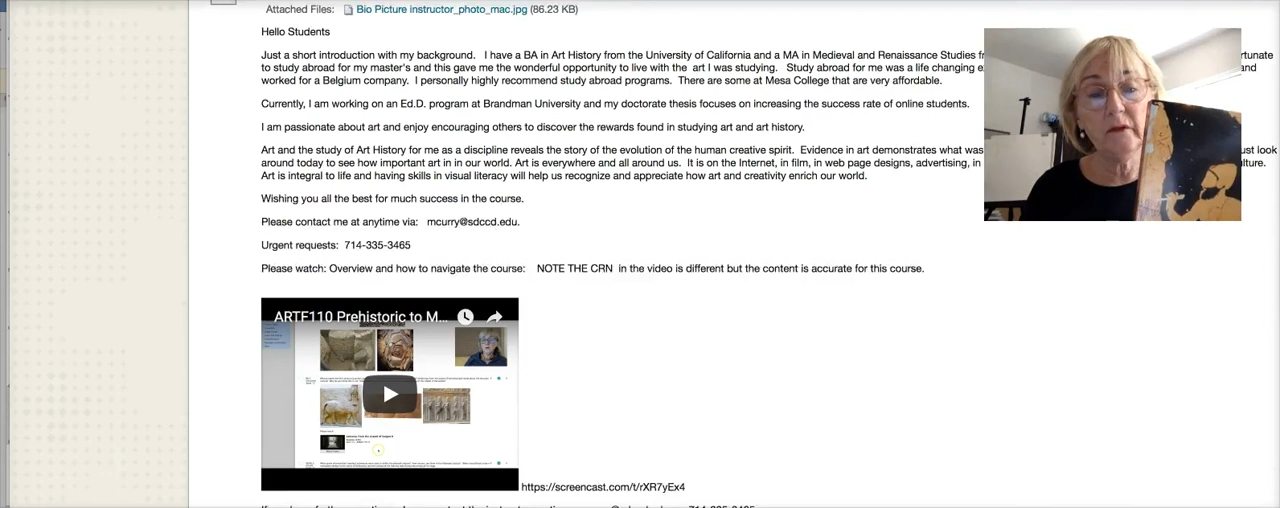 Attached Files: Bio Picture instructor_photo_mac.jpg (86.23 KB)
Hello Students
Just a short introduction with my background. I have a BA in Art History from the University of California and a MA in Medieval and Renaissance Studies
to study abroad for my master's and this gave me the wonderful opportunity to live with the art I was studying. Study abroad for me was a life changing and
worked for a Belgium company. I personally highly recommend study abroad programs. There are some at Mesa College that are very affordable.
Currently, I am working on an Ed.D. program at Brandman University and my doctorate thesis focuses on increasing the success rate of online students.
I am passionate about art and enjoy encouraging others to discover the rewards found in studying art and art history.
Art and the study of Art History for me as a discipline reveals the story of the evolution of the human creative spirit. Evidence in art demonstrates what was look
around today to see how important art in in our world. Art is everywhere and all around us. It is on the Internet, in film, in web page designs, advertising, in
Art is integral to life and having skills in visual literacy will help us recognize and appreciate how art and creativity enrich our world.
Wishing you all the best for much success in the course.
Please contact me at anytime via: mcurry@sdccd.edu.
Urgent requests: 714-335-3465
Please watch: Overview and how to navigate the course: NOTE THE CRN in the video is different but the content is accurate for this course.
ARTF110 Prehistoric to M...
https://screencast.com/t/rXR7yEx4